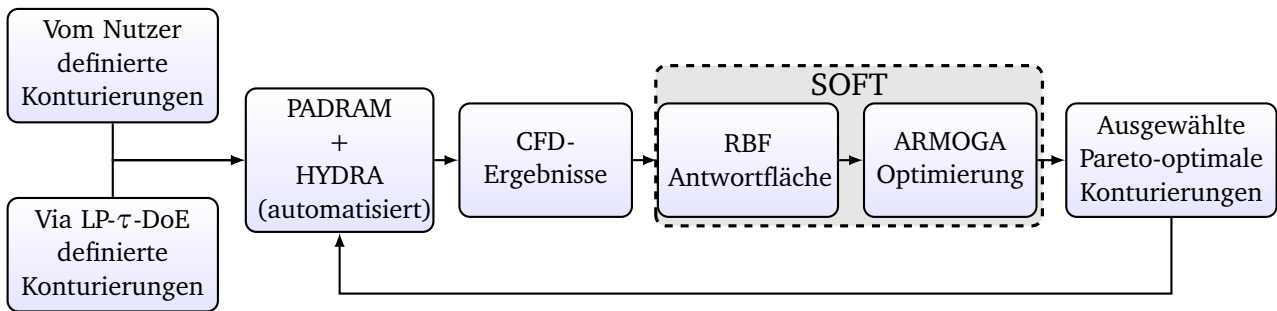 Vom Nutzer
definierte
Konturierungen
Via LP-τ-DoE
definierte
Konturierungen
PADRAM
+
HYDRA
(automatisiert)
CFD-
Ergebnisse
SOFT
RBF
Antwortfläche
ARMOGA
Optimierung
Ausgewählte
Pareto-optimale
Konturierungen